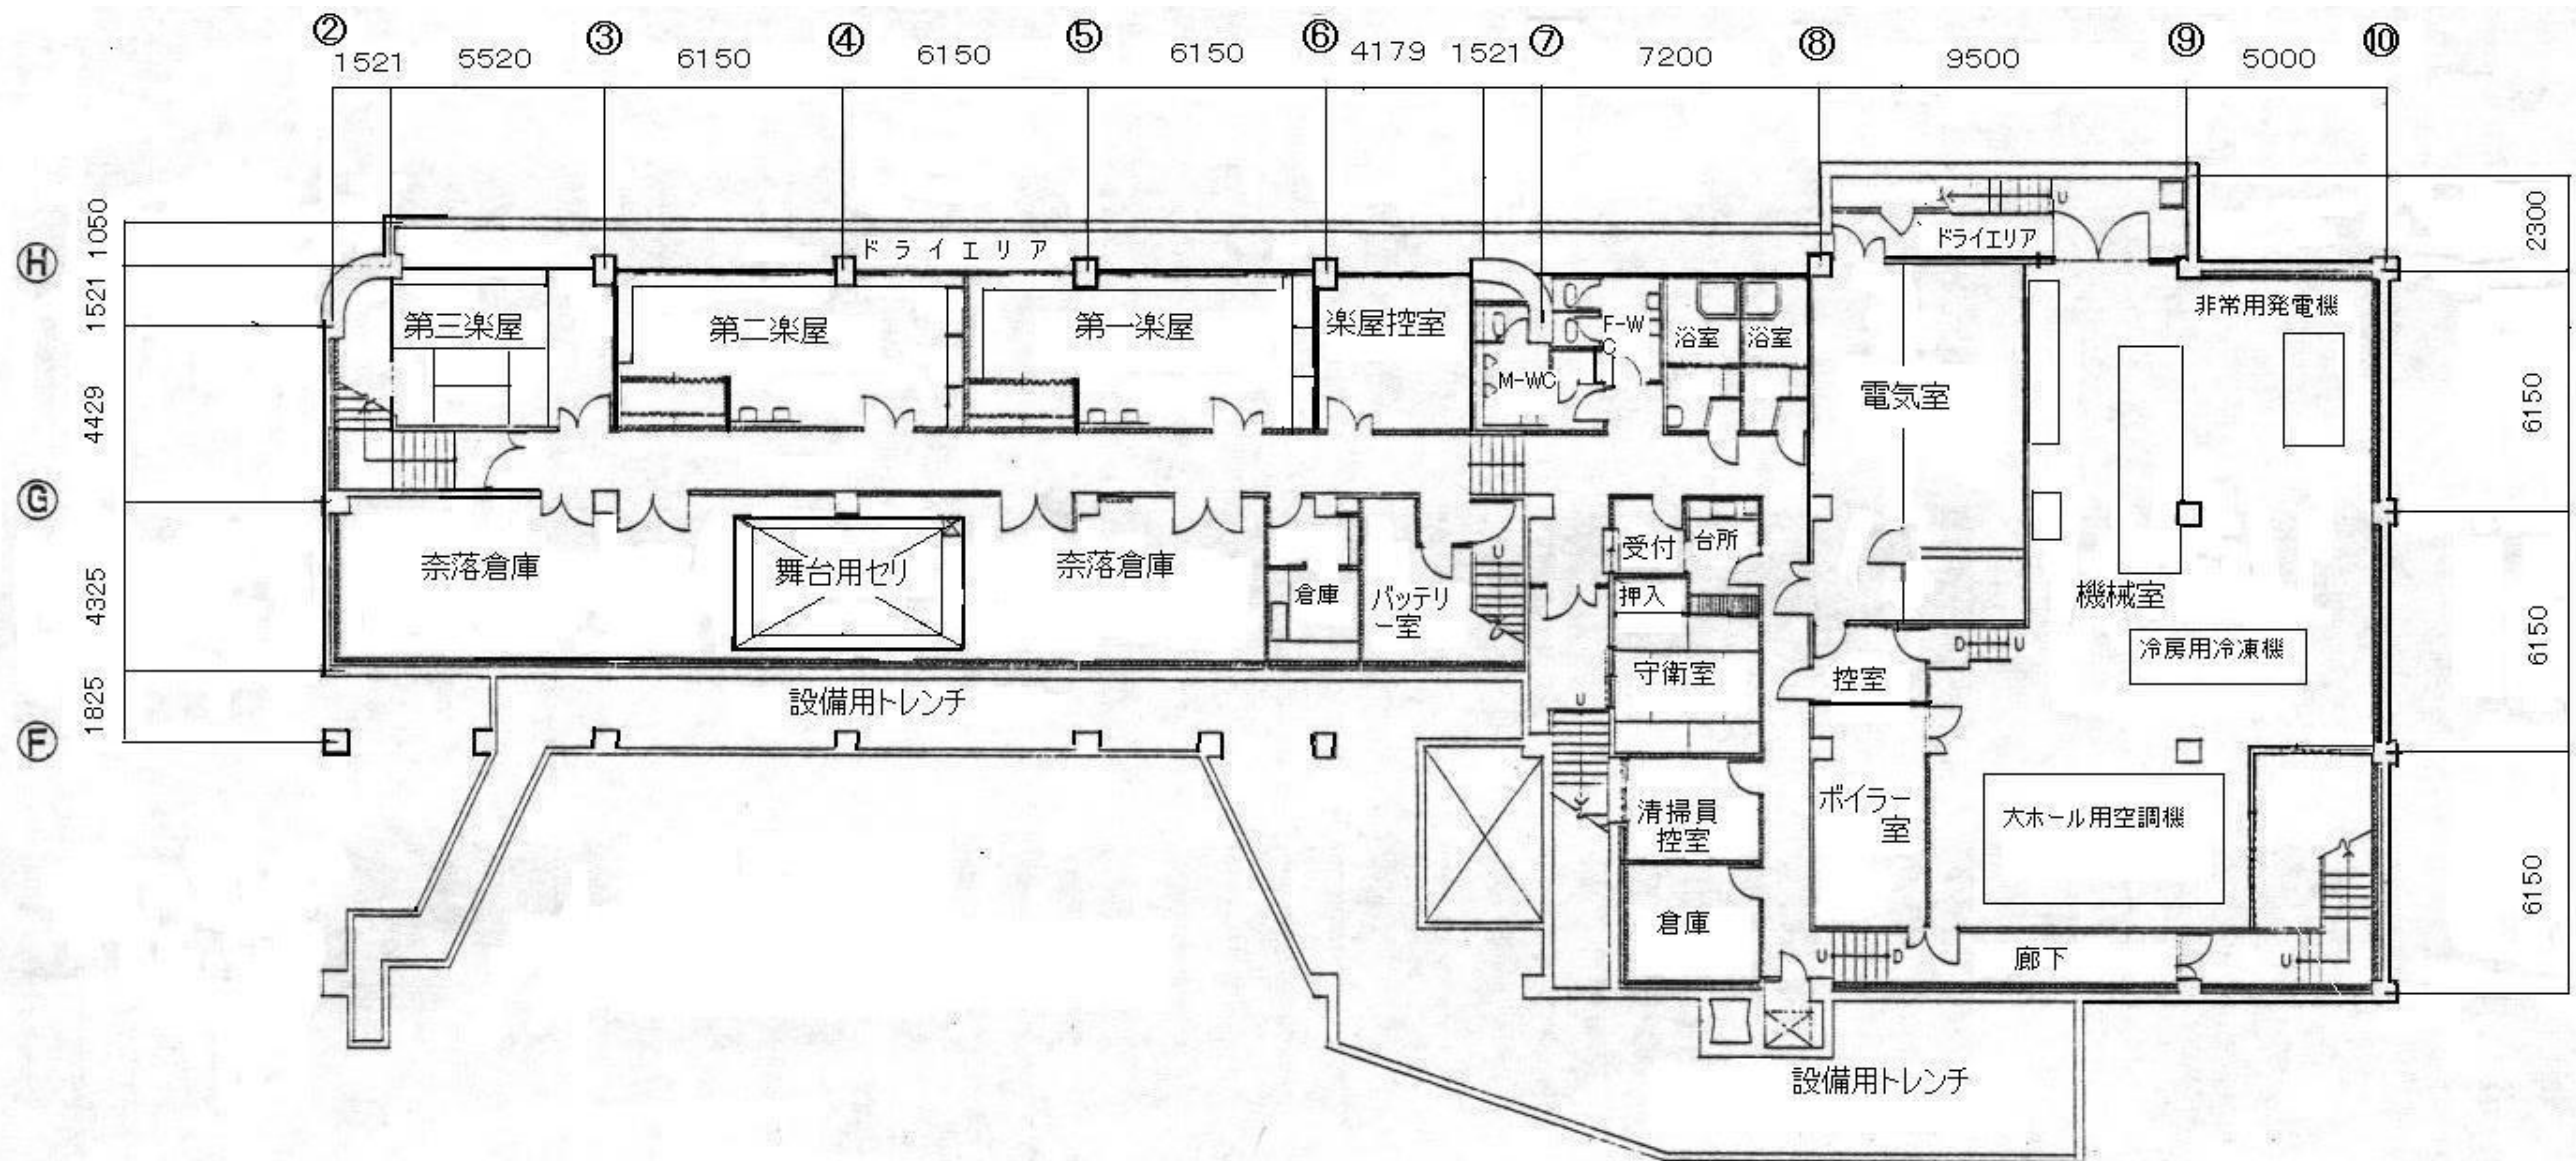 ② ③ ④ ⑤ ⑥ ⑦ ⑧ ⑨ ⑩
1521 5520 6150 6150 6150 4179 1521 7200 9500 5000
Ⓗ
Ⓖ
Ⓕ
1050
1521
4429
4325
1825
2300
6150
6150
6150
ドライエリア
ドライエリア
U
第三楽屋
第二楽屋
第一楽屋
楽屋控室
F-W
C
M-WC
浴室
浴室
電気室
非常用発電機
奈落倉庫
舞台用セリ
奈落倉庫
倉庫
バッテリ
ー室
U
受付
台所
押入
守衛室
機械室
冷房用冷凍機
D U
控室
設備用トレンチ
U
清掃員
控室
ボイラー
室
大ホール用空調機
倉庫
U D
廊下
U
設備用トレンチ